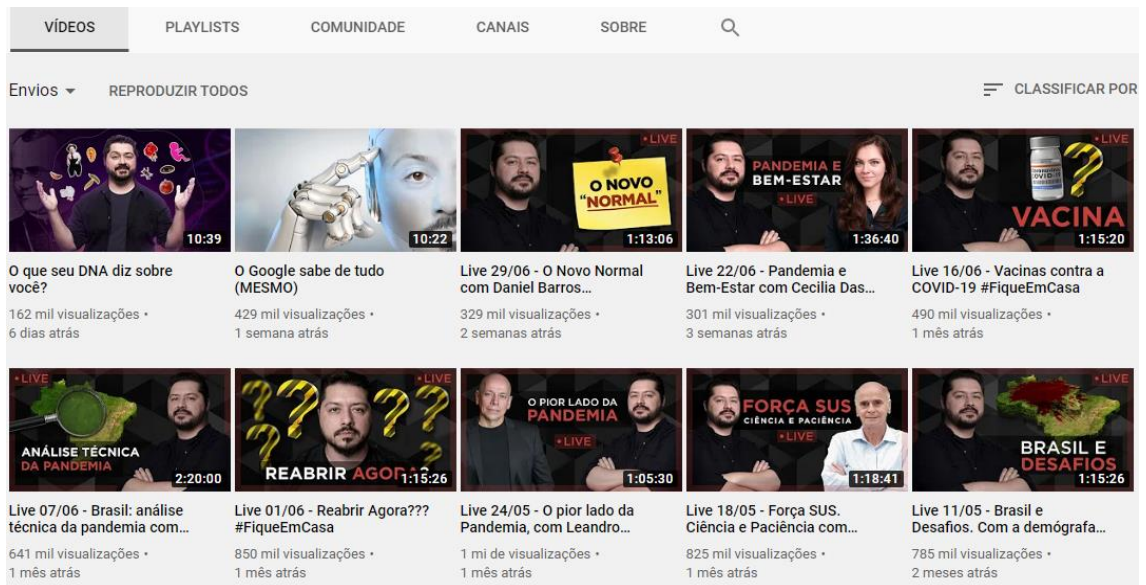 VÍDEOS PLAYLISTS COMUNIDADE CANAIS SOBRE
Envios REPRODUZIR TODOS CLASSIFICAR POR
10:39
10:22
LIVE
O NOVO
"NORMAL"
1:13:06
PANDEMIA E
BEM-ESTAR
LIVE
1:36:40
LIVE
COVID-19
VACINA
1:15:20
O que seu DNA diz sobre
você?
162 mil visualizações •
6 dias atrás
O Google sabe de tudo
(MESMO)
429 mil visualizações •
1 semana atrás
Live 29/06 - O Novo Normal
com Daniel Barros...
329 mil visualizações •
2 semanas atrás
Live 22/06 - Pandemia e
Bem-Estar com Cecilia Das...
301 mil visualizações •
3 semanas atrás
Live 16/06 - Vacinas contra a
COVID-19 #FiqueEmCasa
490 mil visualizações •
1 mês atrás
LIVE
ANÁLISE TÉCNICA
DA PANDEMIA
2:20:00
LIVE
REABRIR AGORA?
1:15:26
O PIOR LADO DA
PANDEMIA
LIVE
1:05:30
FORÇA SUS
CIÊNCIA E PACIÊNCIA
LIVE
1:18:41
LIVE
BRASIL E
DESAFIOS
1:15:26
Live 07/06 - Brasil: análise
técnica da pandemia com...
641 mil visualizações •
1 mês atrás
Live 01/06 - Reabrir Agora???
#FiqueEmCasa
850 mil visualizações •
1 mês atrás
Live 24/05 - O pior lado da
Pandemia, com Leandro...
1 mi de visualizações •
1 mês atrás
Live 18/05 - Força SUS.
Ciência e Paciência com...
825 mil visualizações •
1 mês atrás
Live 11/05 - Brasil e
Desafios. Com a demógrafa...
785 mil visualizações •
2 meses atrás